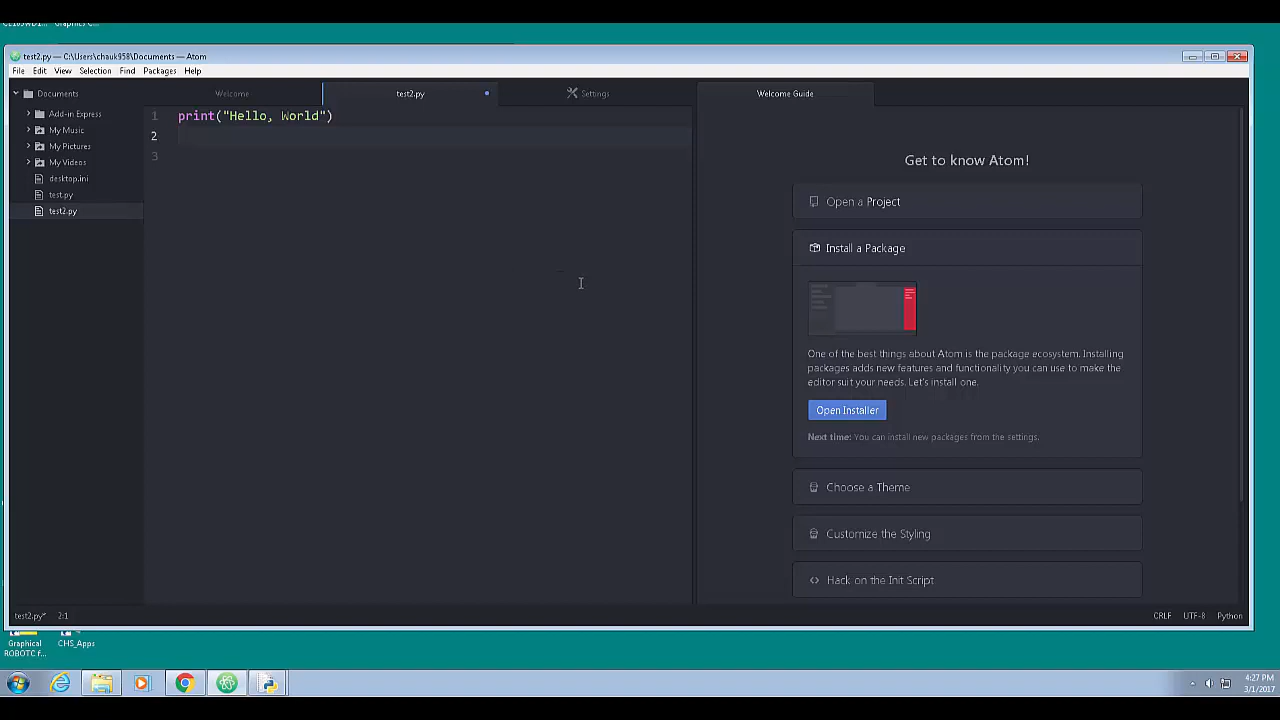 Graphics C...
test2.py — C:\Users\chauk958\Documents — Atom
File Edit View Selection Find Packages Help
Documents
Add-in Express
My Music
My Pictures
My Videos
desktop.ini
test.py
test2.py
Welcome test2.py Settings
1 print("Hello, World")
2
3
Welcome Guide
Get to know Atom!
Open a Project
Install a Package
One of the best things about Atom is the package ecosystem. Installing
packages adds new features and functionality you can use to make the
editor suit your needs. Let's install one.
Open Installer
Next time: You can install new packages from the settings.
Choose a Theme
Customize the Styling
Hack on the Init Script
test2.py* 2:1 CRLF UTF-8 Python
Graphical
ROBOTC f...
CHS_Apps
4:27 PM
3/1/2017